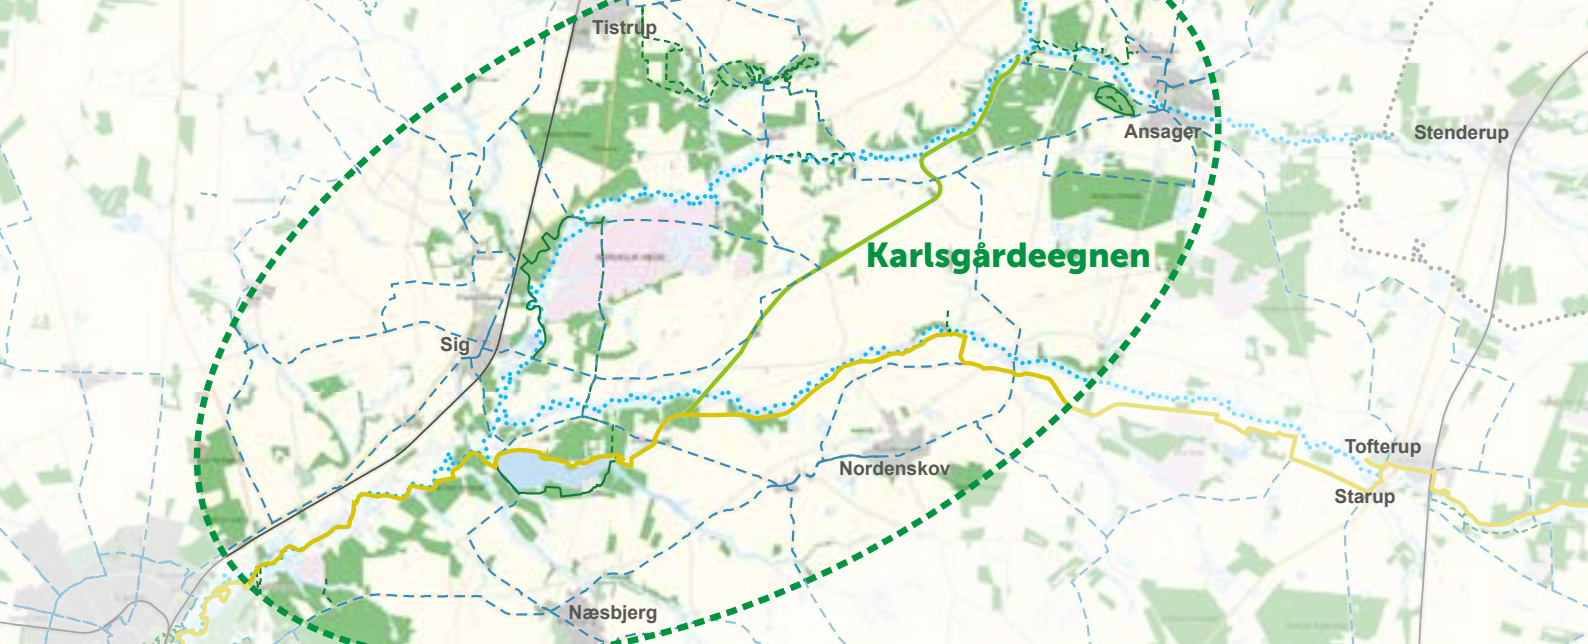 Tistrup
Ansager
Stenderup
Karlsgårdeegnen
Sig
Tofterup
Nordenskov
Starup
Næsbjerg